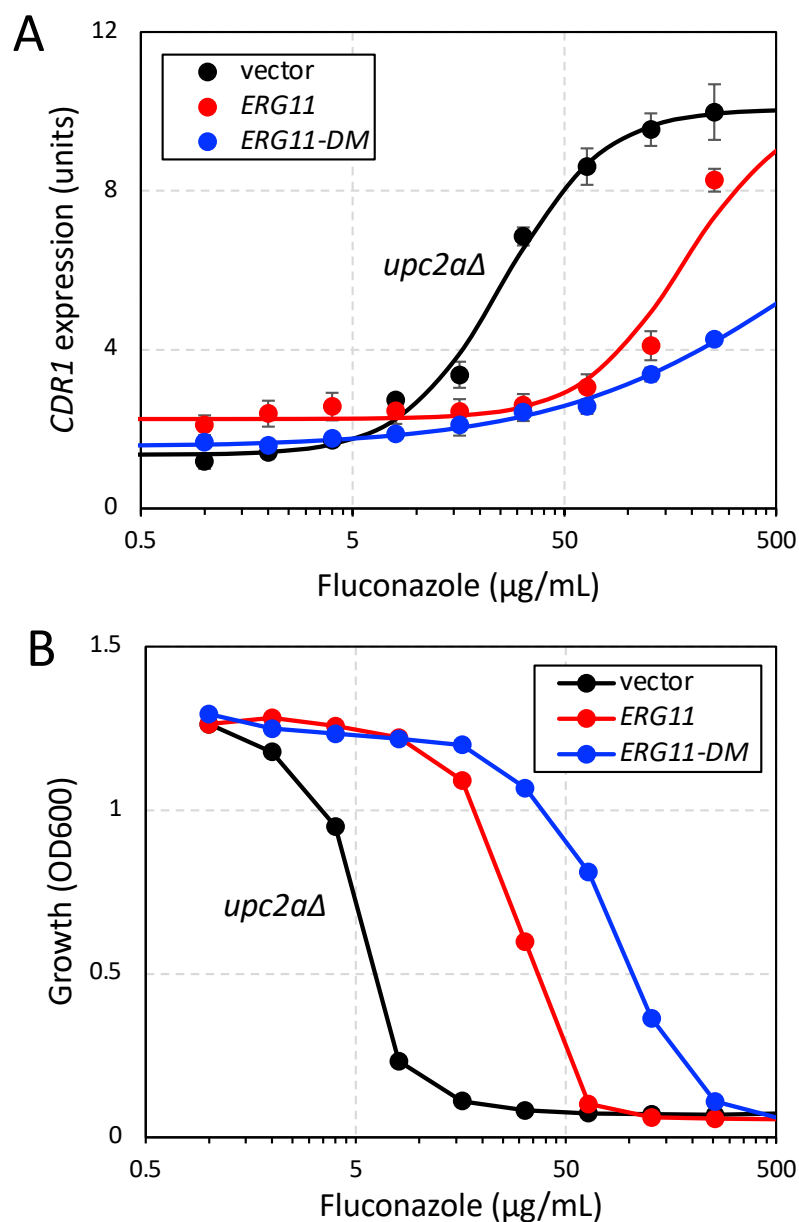 A
12
vector
ERG11
ERG11-DM
8
upc2aΔ
4
0
CDR1 expression (units)
0.5 5 50 500
Fluconazole (µg/mL)
B
1.5
vector
ERG11
ERG11-DM
1
upc2aΔ
0.5
0
Growth (OD600)
0.5 5 50 500
Fluconazole (µg/mL)